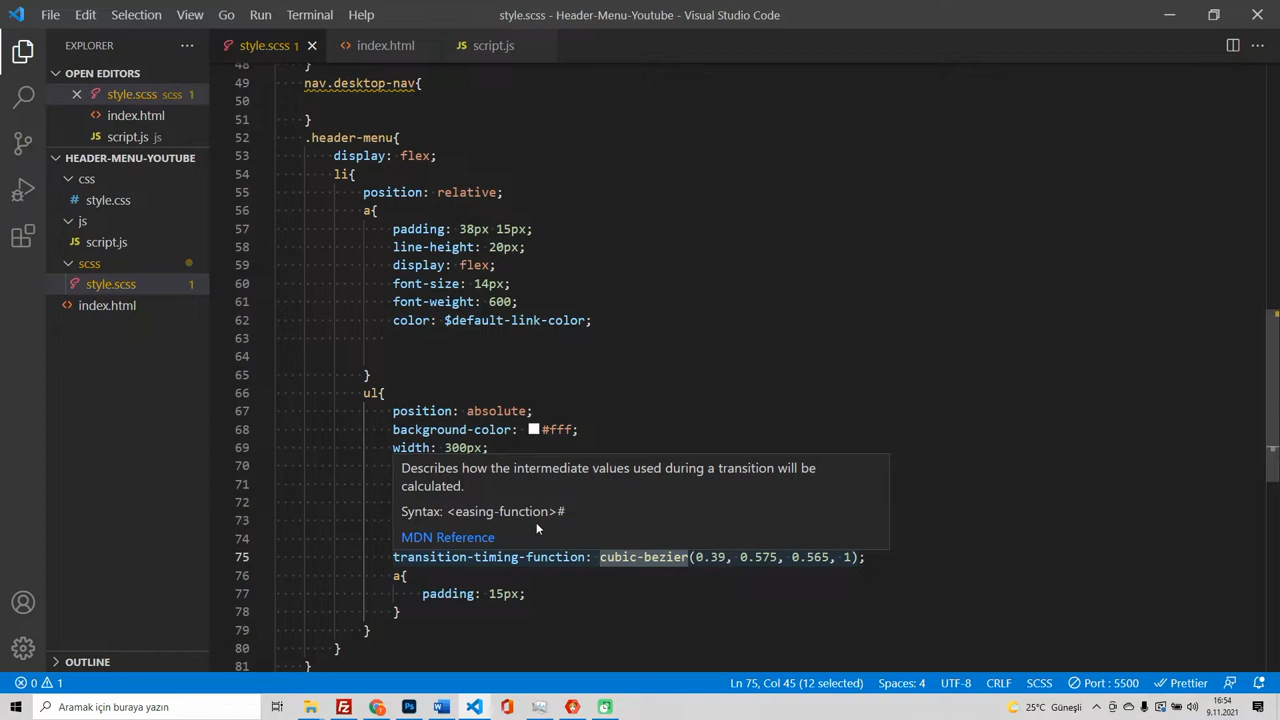 File Edit Selection View Go Run Terminal Help style.scss - Header-Menu-Youtube - Visual Studio Code
EXPLORER
style.scss 1 index.html JS script.js
OPEN EDITORS
style.scss scss 1
index.html
JS script.js js
HEADER-MENU-YOUTUBE
css
# style.css
js
JS script.js
scss
style.scss 1
index.html
OUTLINE
48 }
49 nav.desktop-nav{
50
51 }
52 .header-menu{
53 display: flex;
54 li{
55 position: relative;
56 a{
57 padding: 38px 15px;
58 line-height: 20px;
59 display: flex;
60 font-size: 14px;
61 font-weight: 600;
62 color: $default-link-color;
63
64
65 }
66 ul{
67 position: absolute;
68 background-color: #fff;
69 width: 300px;
70
71
72
73
74
Describes how the intermediate values used during a transition will be
calculated.
Syntax: <easing-function>#
MDN Reference
75 transition-timing-function: cubic-bezier(0.39, 0.575, 0.565, 1);
76 a{
77 padding: 15px;
78 }
79 }
80 }
81 }
0 1 Ln 75, Col 45 (12 selected) Spaces: 4 UTF-8 CRLF SCSS Port : 5500 Prettier
Aramak için buraya yazın
25°C Güneşli
16:54
9.11.2021